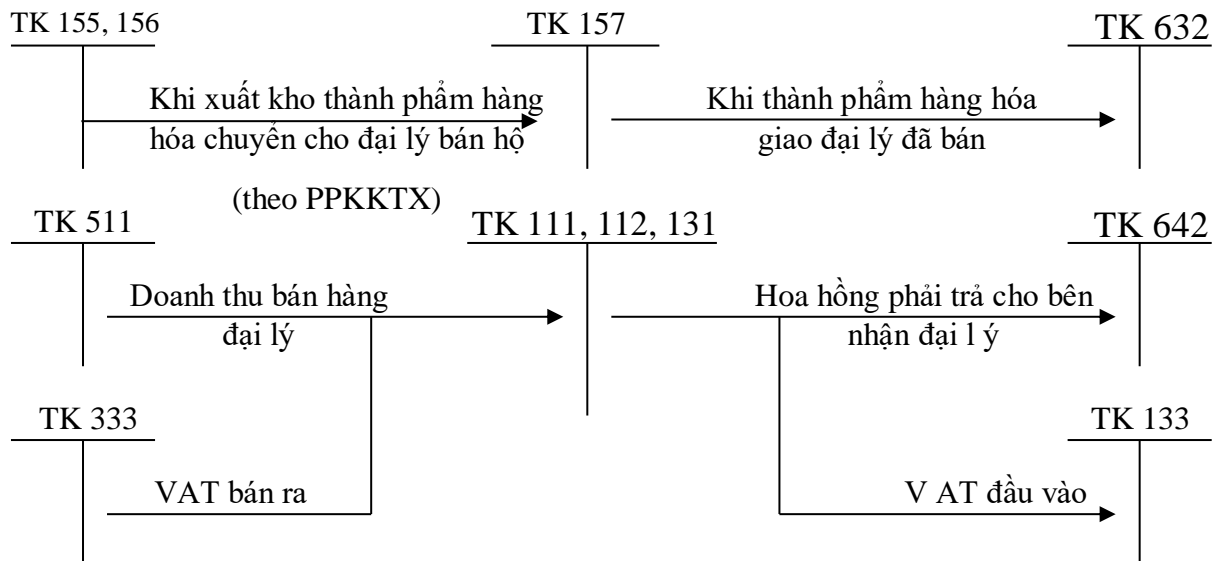 TK 155, 156
TK 157
TK 632
Khi xuất kho thành phẩm hàng
hóa chuyển cho đại lý bán hộ
Khi thành phẩm hàng hóa
giao đại lý đã bán
(theo PPKKTX)
TK 511
TK 111, 112, 131
TK 642
Doanh thu bán hàng
đại lý
Hoa hồng phải trả cho bên
nhận đại l ý
TK 333
TK 133
VAT bán ra
V AT đầu vào